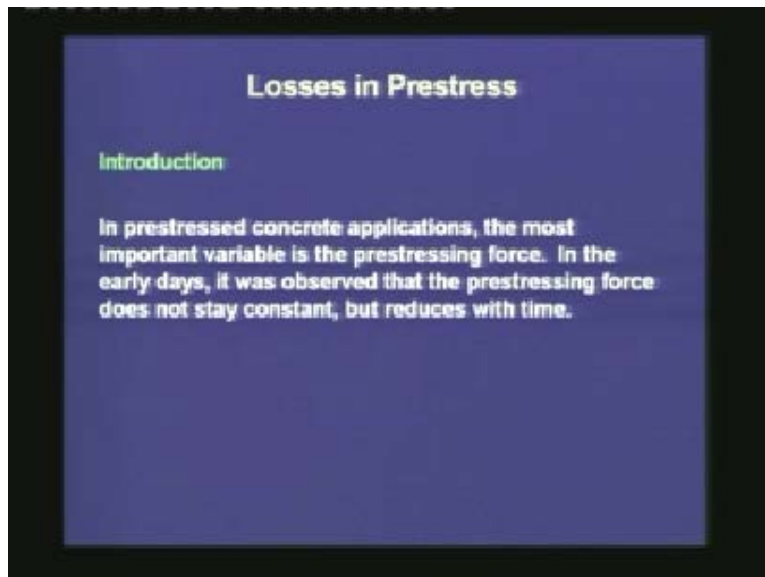 Losses in Prestress
Introduction
In prestressed concrete applications, the most
important variable is the prestressing force. In the
early days, it was observed that the prestressing force
does not stay constant, but reduces with time.